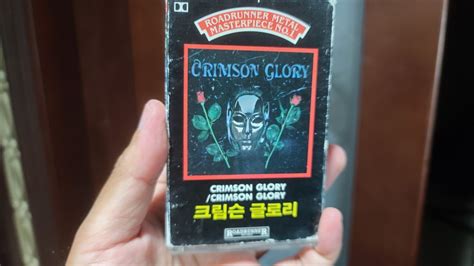 ROADRUNNER METAL
MASTERPIECE NO.1
CRIMSON GLORY
CRIMSON GLORY
/CRIMSON GLORY
크림슨 글로리
ROADRUNNER